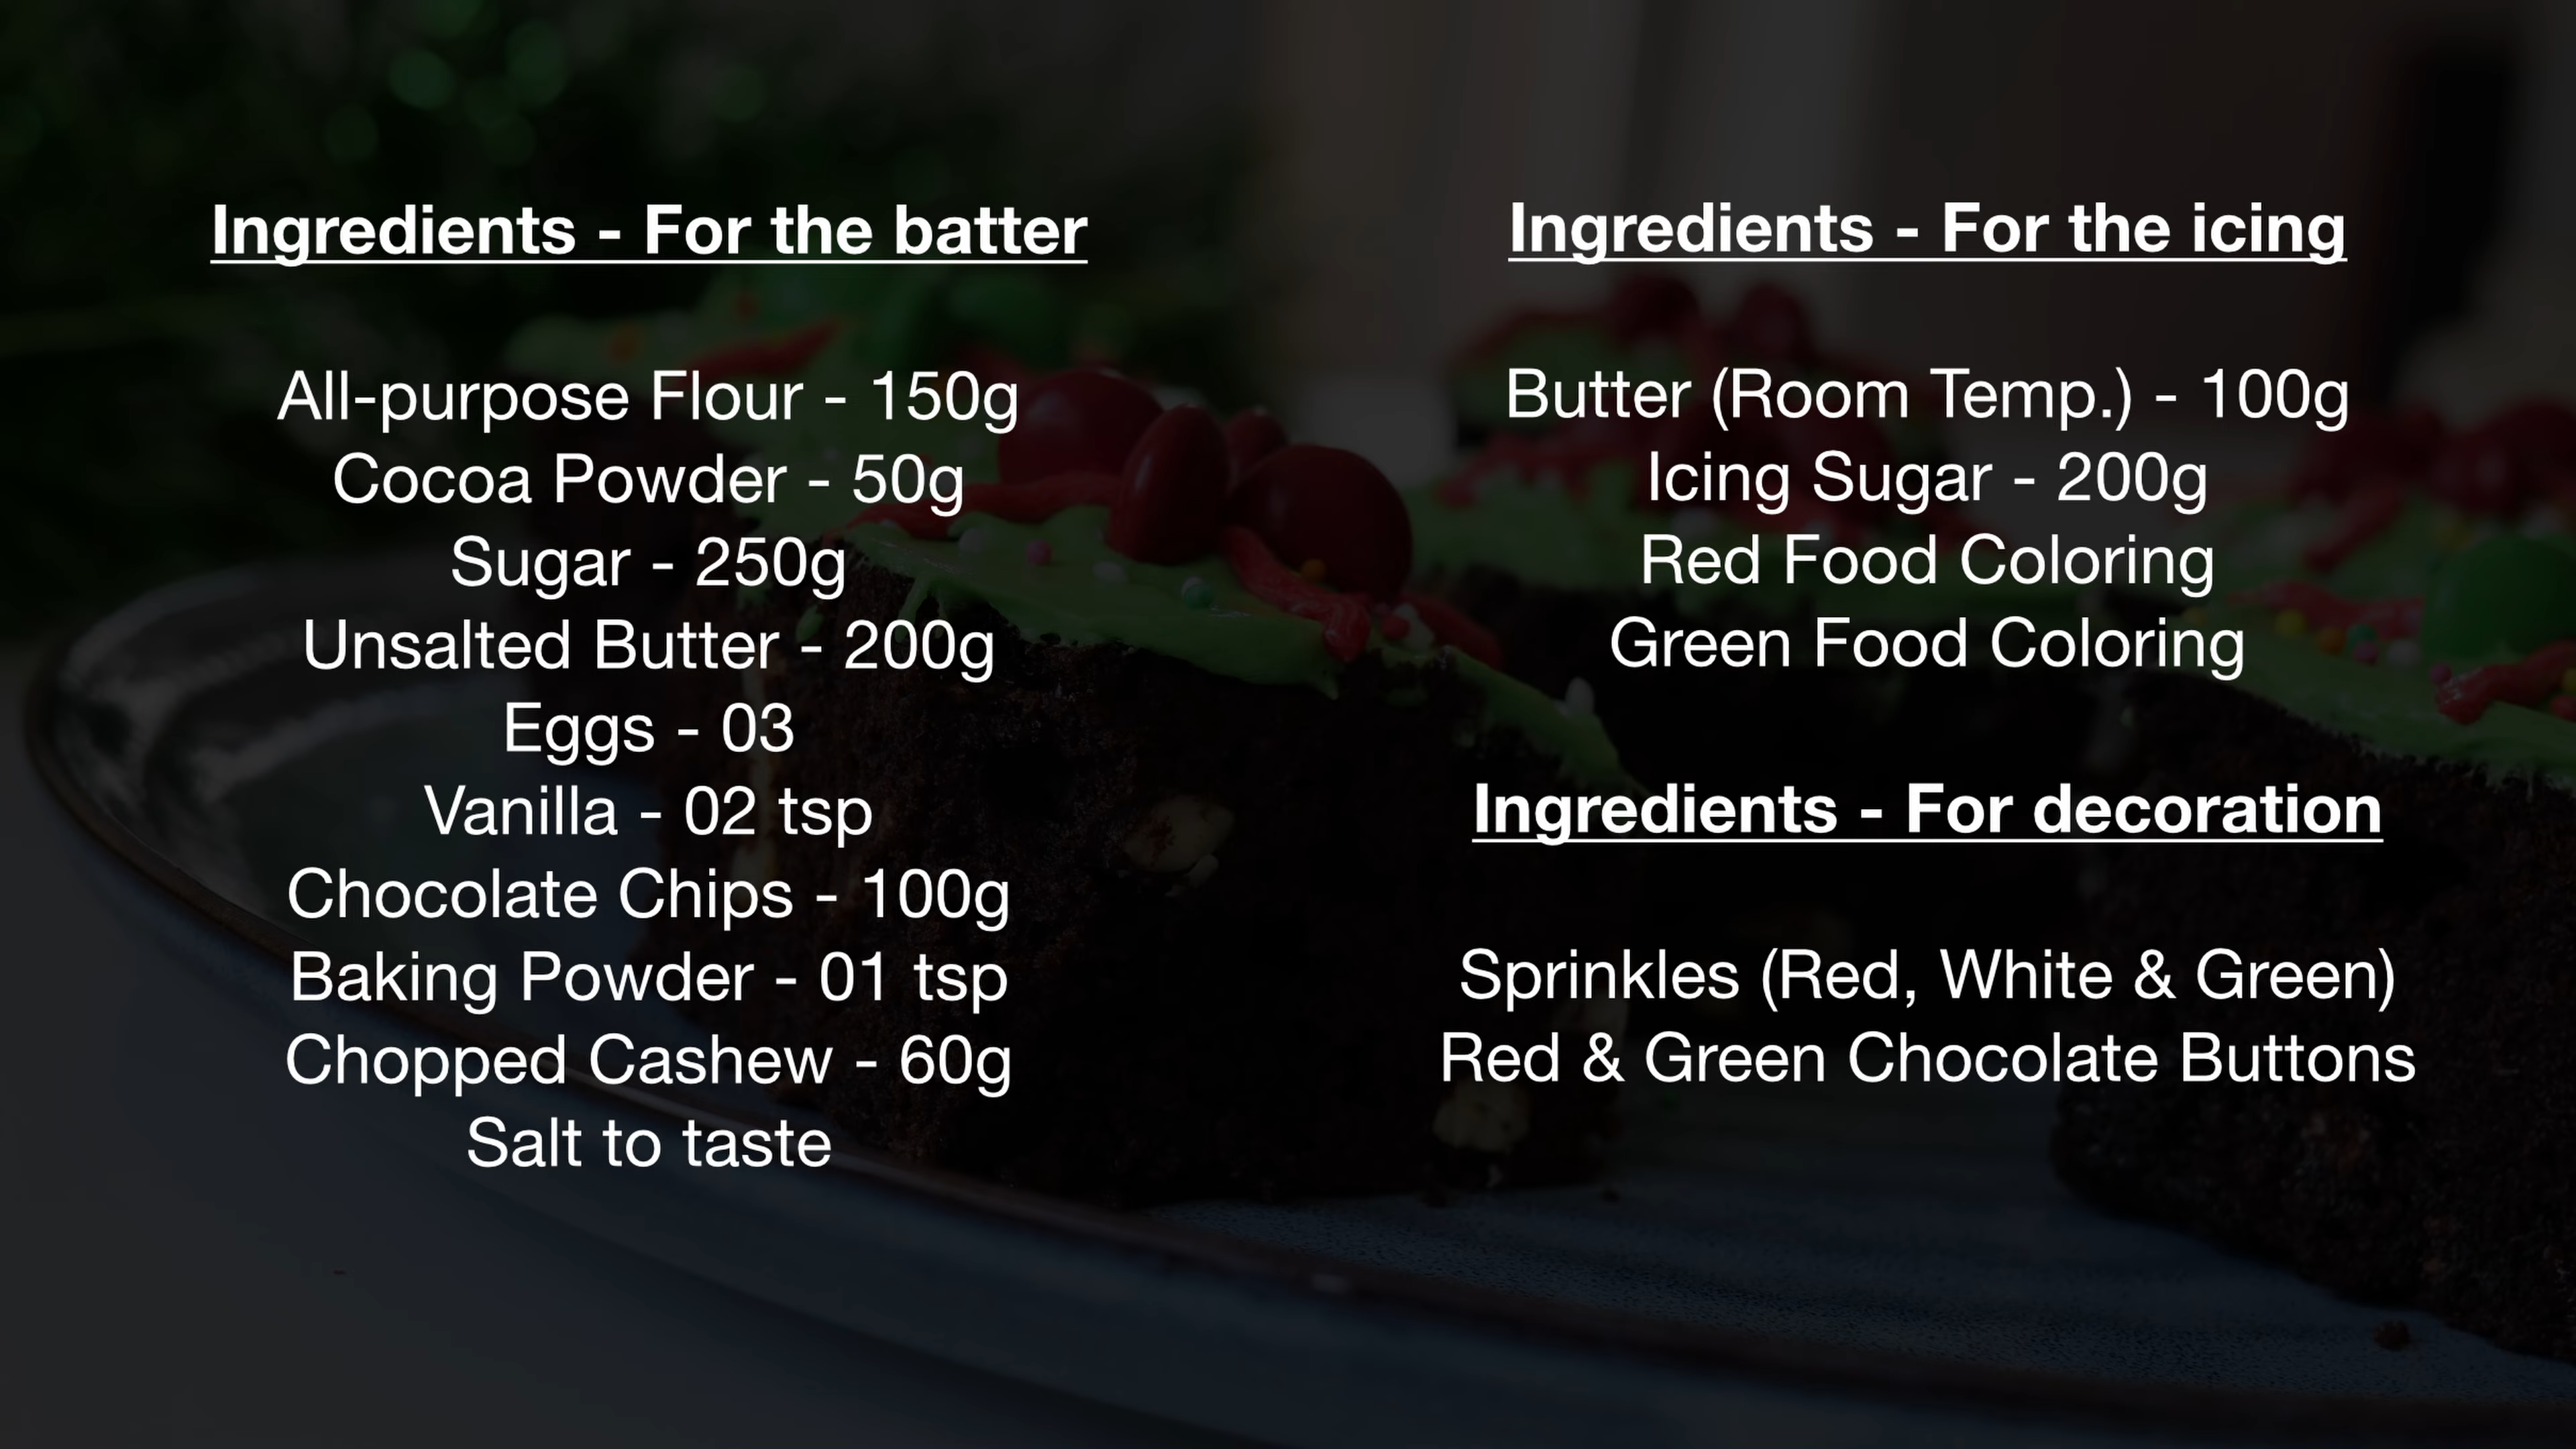 Ingredients - For the batter
All-purpose Flour - 150g
Cocoa Powder - 50g
Sugar - 250g
Unsalted Butter - 200g
Eggs - 03
Vanilla - 02 tsp
Chocolate Chips - 100g
Baking Powder - 01 tsp
Chopped Cashew - 60g
Salt to taste
Ingredients - For the icing
Butter (Room Temp.) - 100g
Icing Sugar - 200g
Red Food Coloring
Green Food Coloring
Ingredients - For decoration
Sprinkles (Red, White & Green)
Red & Green Chocolate Buttons